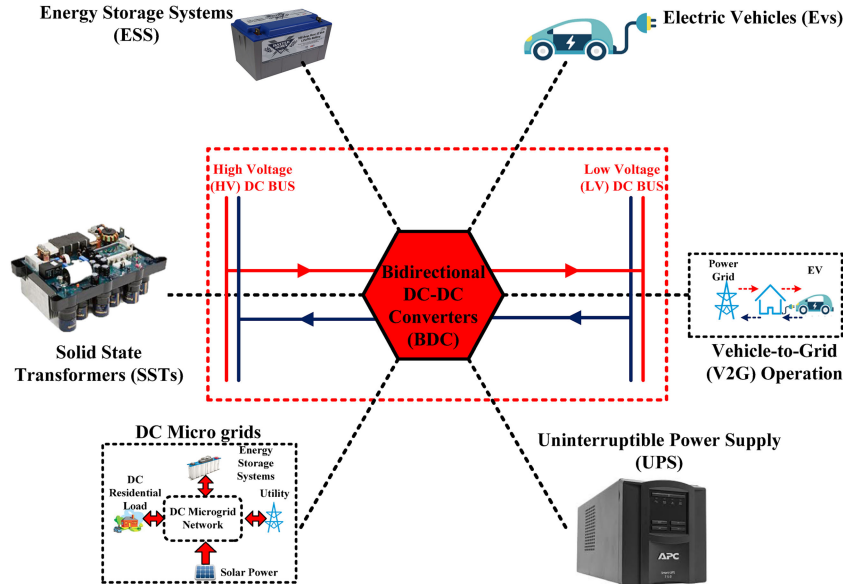 Energy Storage Systems
(ESS)
Electric Vehicles (Evs)
High Voltage
(HV) DC BUS
Low Voltage
(LV) DC BUS
Bidirectional
DC-DC
Converters
(BDC)
Power
Grid
EV
Solid State
Transformers (SSTs)
Vehicle-to-Grid
(V2G) Operation
DC Micro grids
Energy
Storage
Systems
DC
Residential
Load
Utility
DC Microgrid
Network
Solar Power
Uninterruptible Power Supply
(UPS)
APC